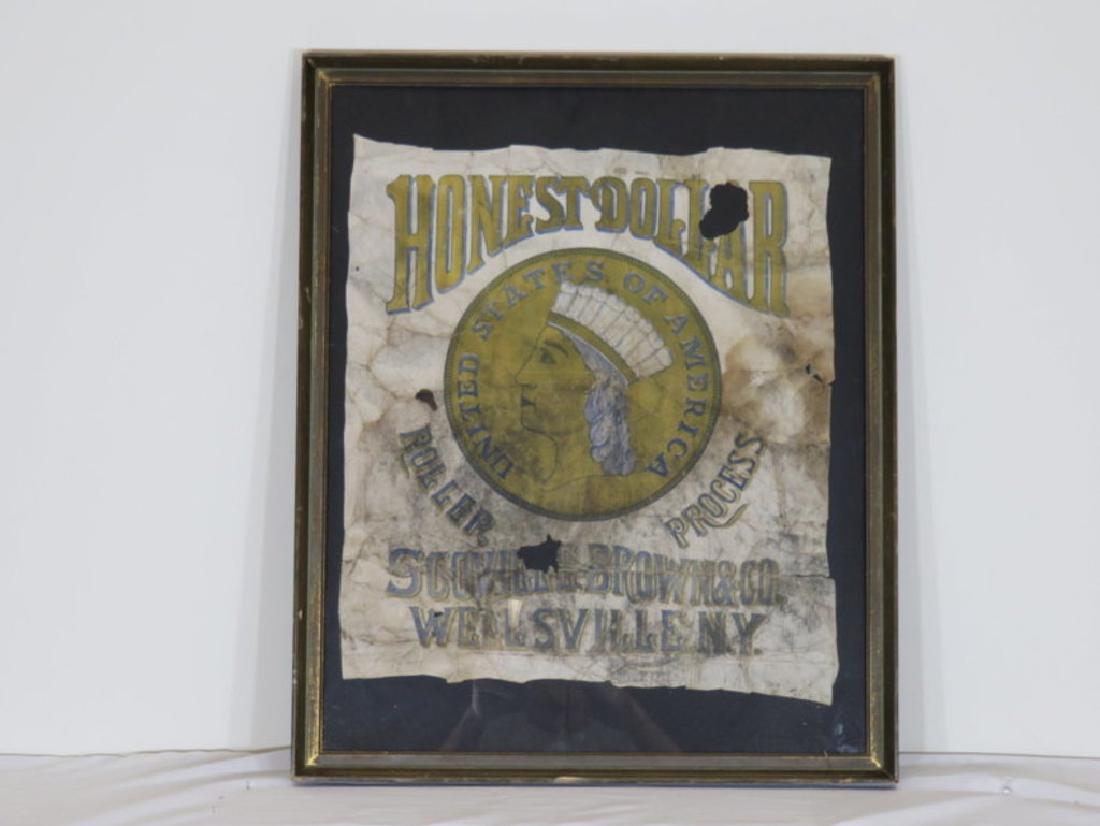 HONEST DOLLAR
UNITED STATES OF AMERICA
ROLLER PROCESS
BROWN & CO.
WELLSVILLE N.Y.